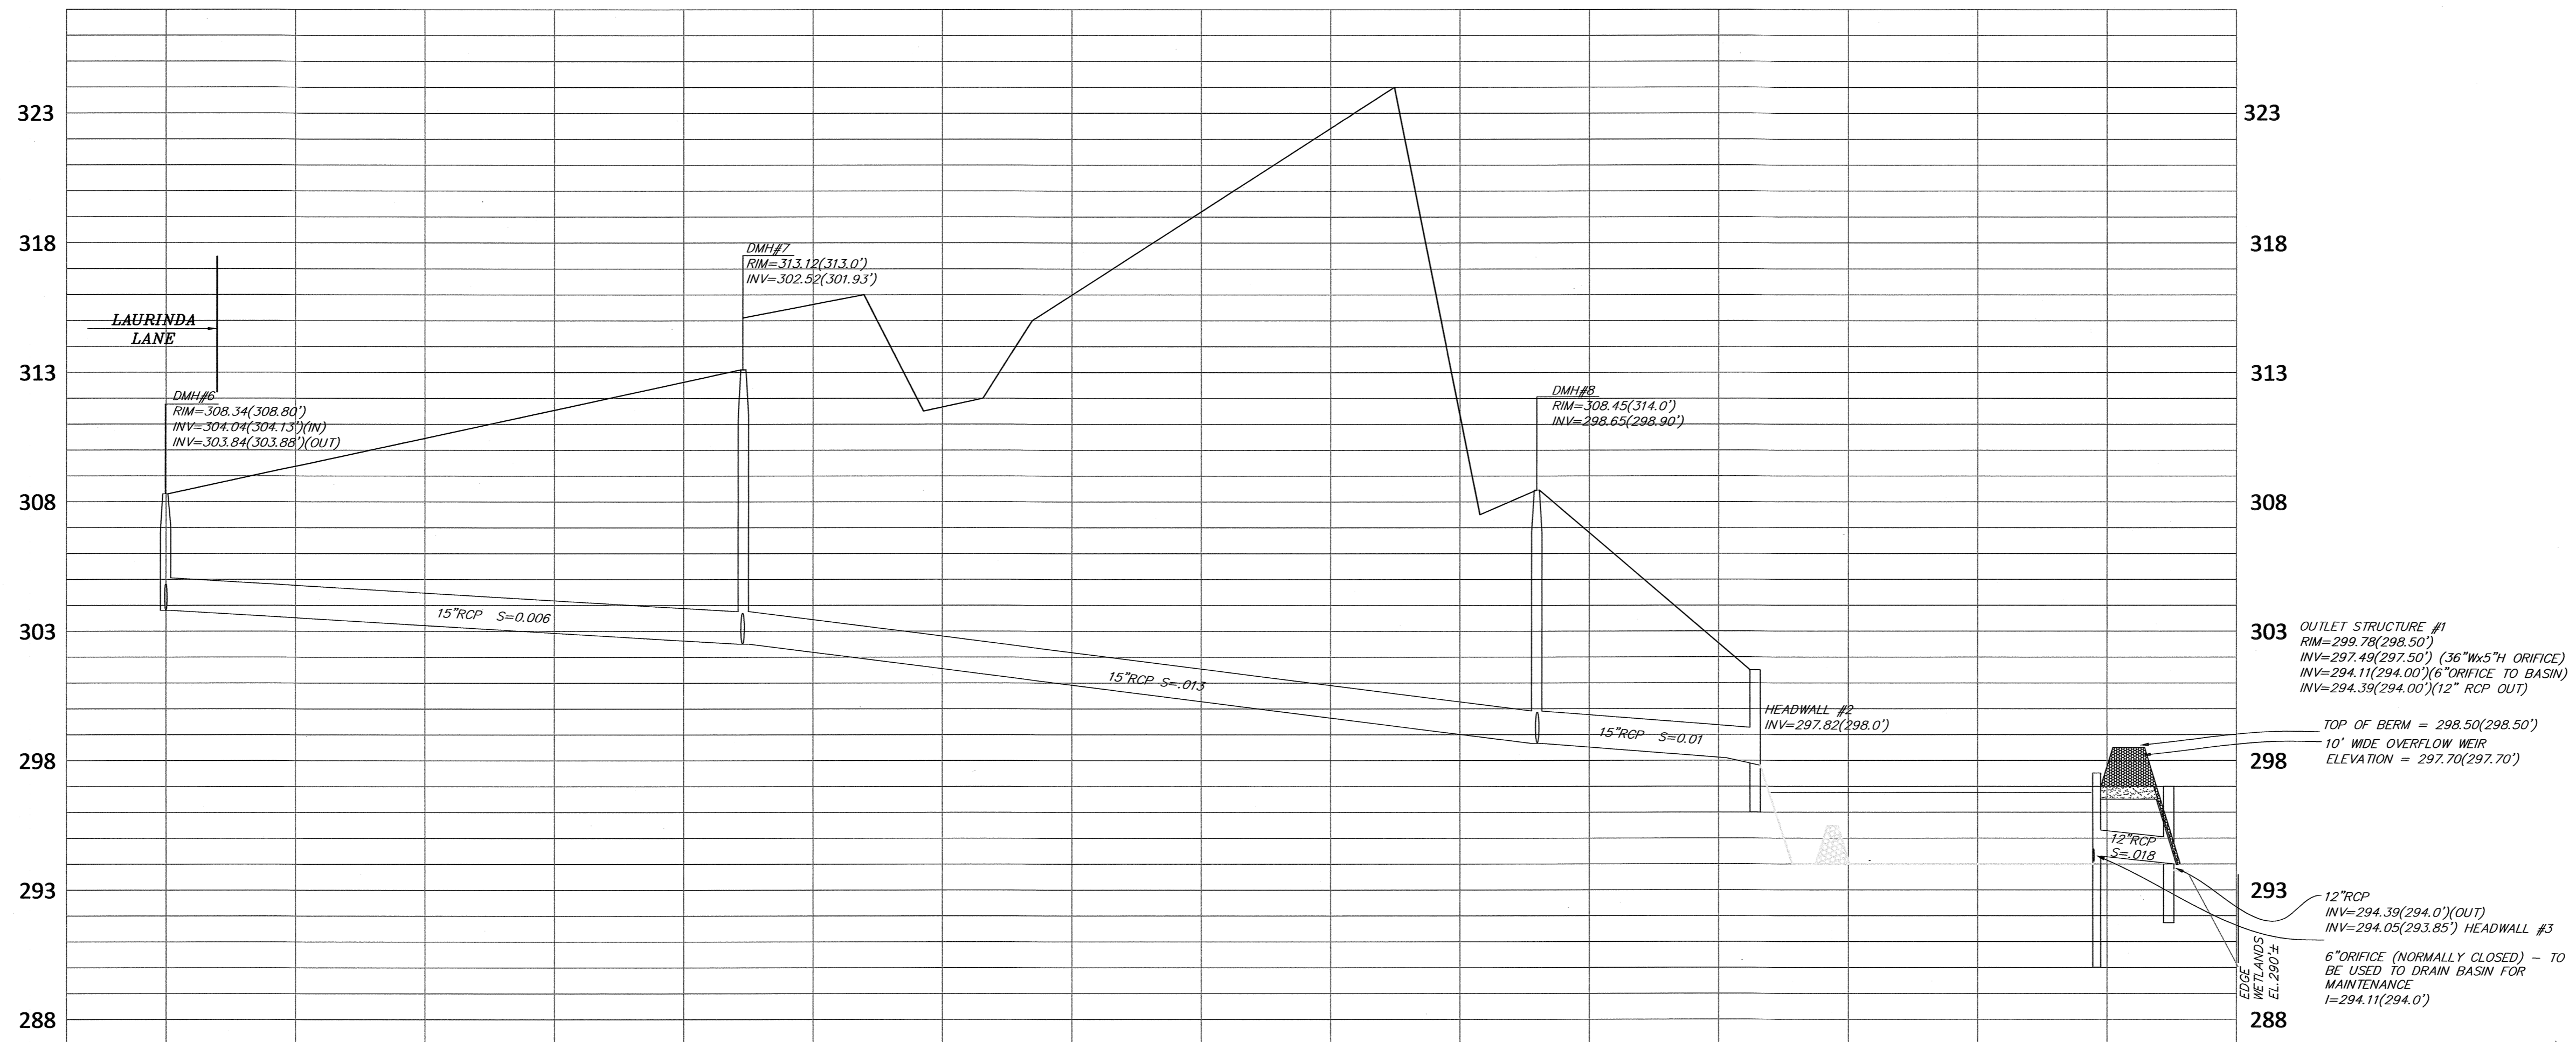 323
323
318
318
DMH#7
RIM=313.12(313.0')
INV=302.52(301.93')
LAURINDA
LANE
313
313
DMH#6
RIM=308.34(308.80')
INV=304.04(304.13')(IN)
INV=303.84(303.88')(OUT)
DMH#8
RIM=308.45(314.0')
INV=298.65(298.90')
308
308
15"RCP S=0.006
303
303
OUTLET STRUCTURE #1
RIM=299.78(298.50')
INV=297.49(297.50') (36"Wx5"H ORIFICE)
INV=294.11(294.00')(6"ORIFICE TO BASIN)
INV=294.39(294.00')(12" RCP OUT)
15"RCP S=.013
HEADWALL #2
INV=297.82(298.0')
15"RCP S=0.01
TOP OF BERM = 298.50(298.50')
10' WIDE OVERFLOW WEIR
ELEVATION = 297.70(297.70')
298
298
12"RCP
S=.018
293
293
12"RCP
INV=294.39(294.0')(OUT)
INV=294.05(293.85') HEADWALL #3
6"ORIFICE (NORMALLY CLOSED) – TO
BE USED TO DRAIN BASIN FOR
MAINTENANCE
I=294.11(294.0')
EDGE
WETLANDS
EL.290'±
288
288